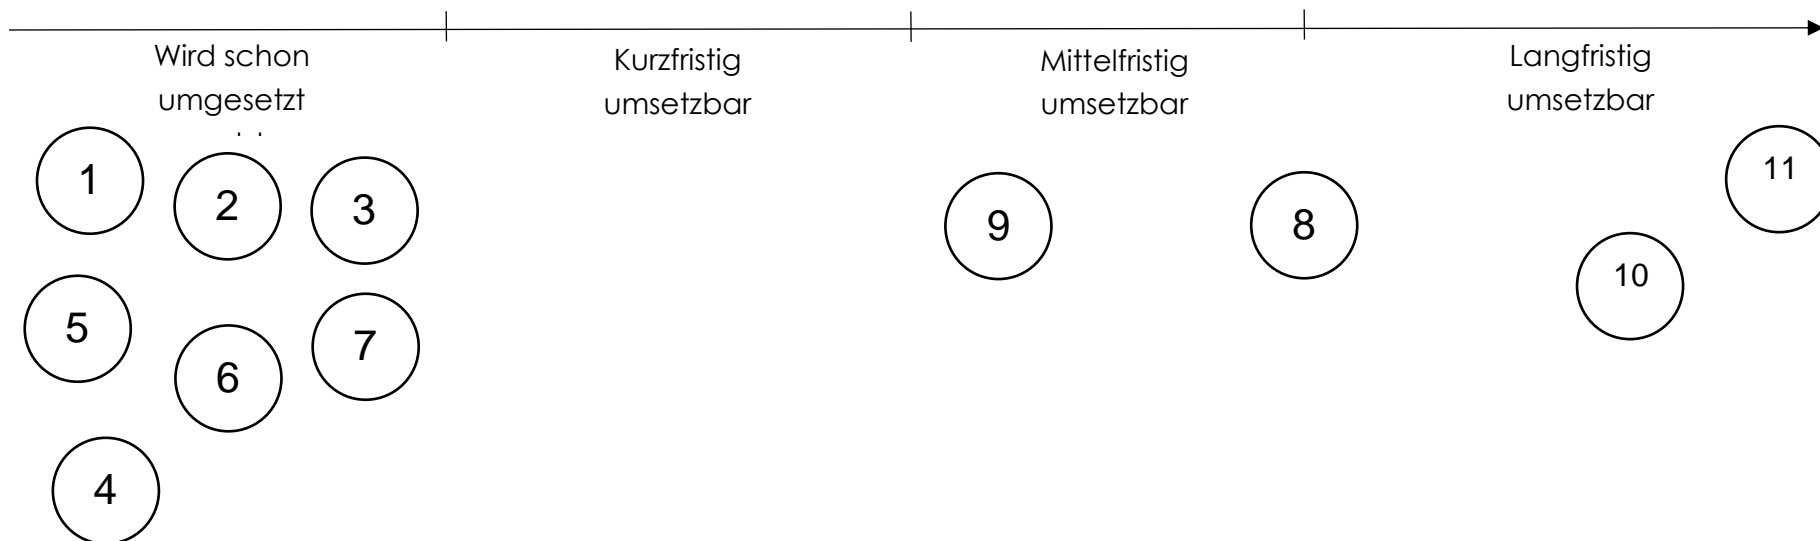 Wird schon
umgesetzt
Kurzfristig
umsetzbar
Mittelfristig
umsetzbar
Langfristig
umsetzbar
1
2
3
9
8
11
10
5
6
7
4